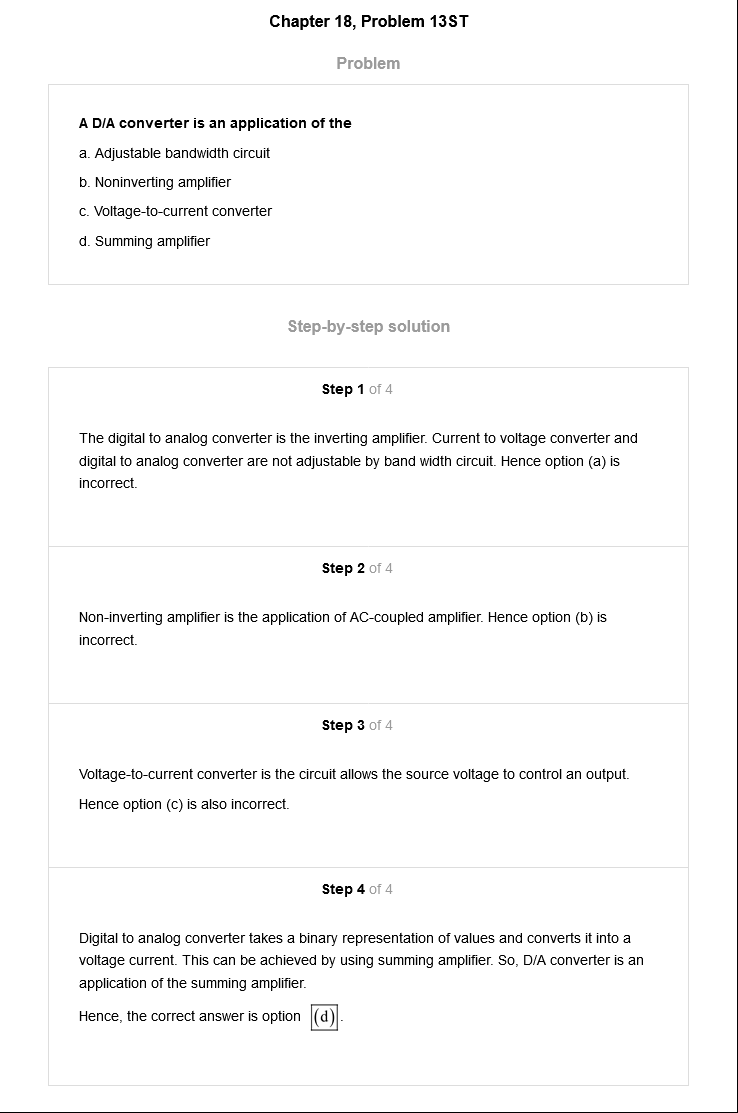 Chapter 18, Problem 13ST
Problem
A D/A converter is an application of the
a. Adjustable bandwidth circuit
b. Noninverting amplifier
c. Voltage-to-current converter
d. Summing amplifier
Step-by-step solution
Step 1 of 4
The digital to analog converter is the inverting amplifier. Current to voltage converter and
digital to analog converter are not adjustable by band width circuit. Hence option (a) is
incorrect.
Step 2 of 4
Non-inverting amplifier is the application of AC-coupled amplifier. Hence option (b) is
incorrect.
Step 3 of 4
Voltage-to-current converter is the circuit allows the source voltage to control an output.
Hence option (c) is also incorrect.
Step 4 of 4
Digital to analog converter takes a binary representation of values and converts it into a
voltage current. This can be achieved by using summing amplifier. So, D/A converter is an
application of the summing amplifier.
Hence, the correct answer is option (d).